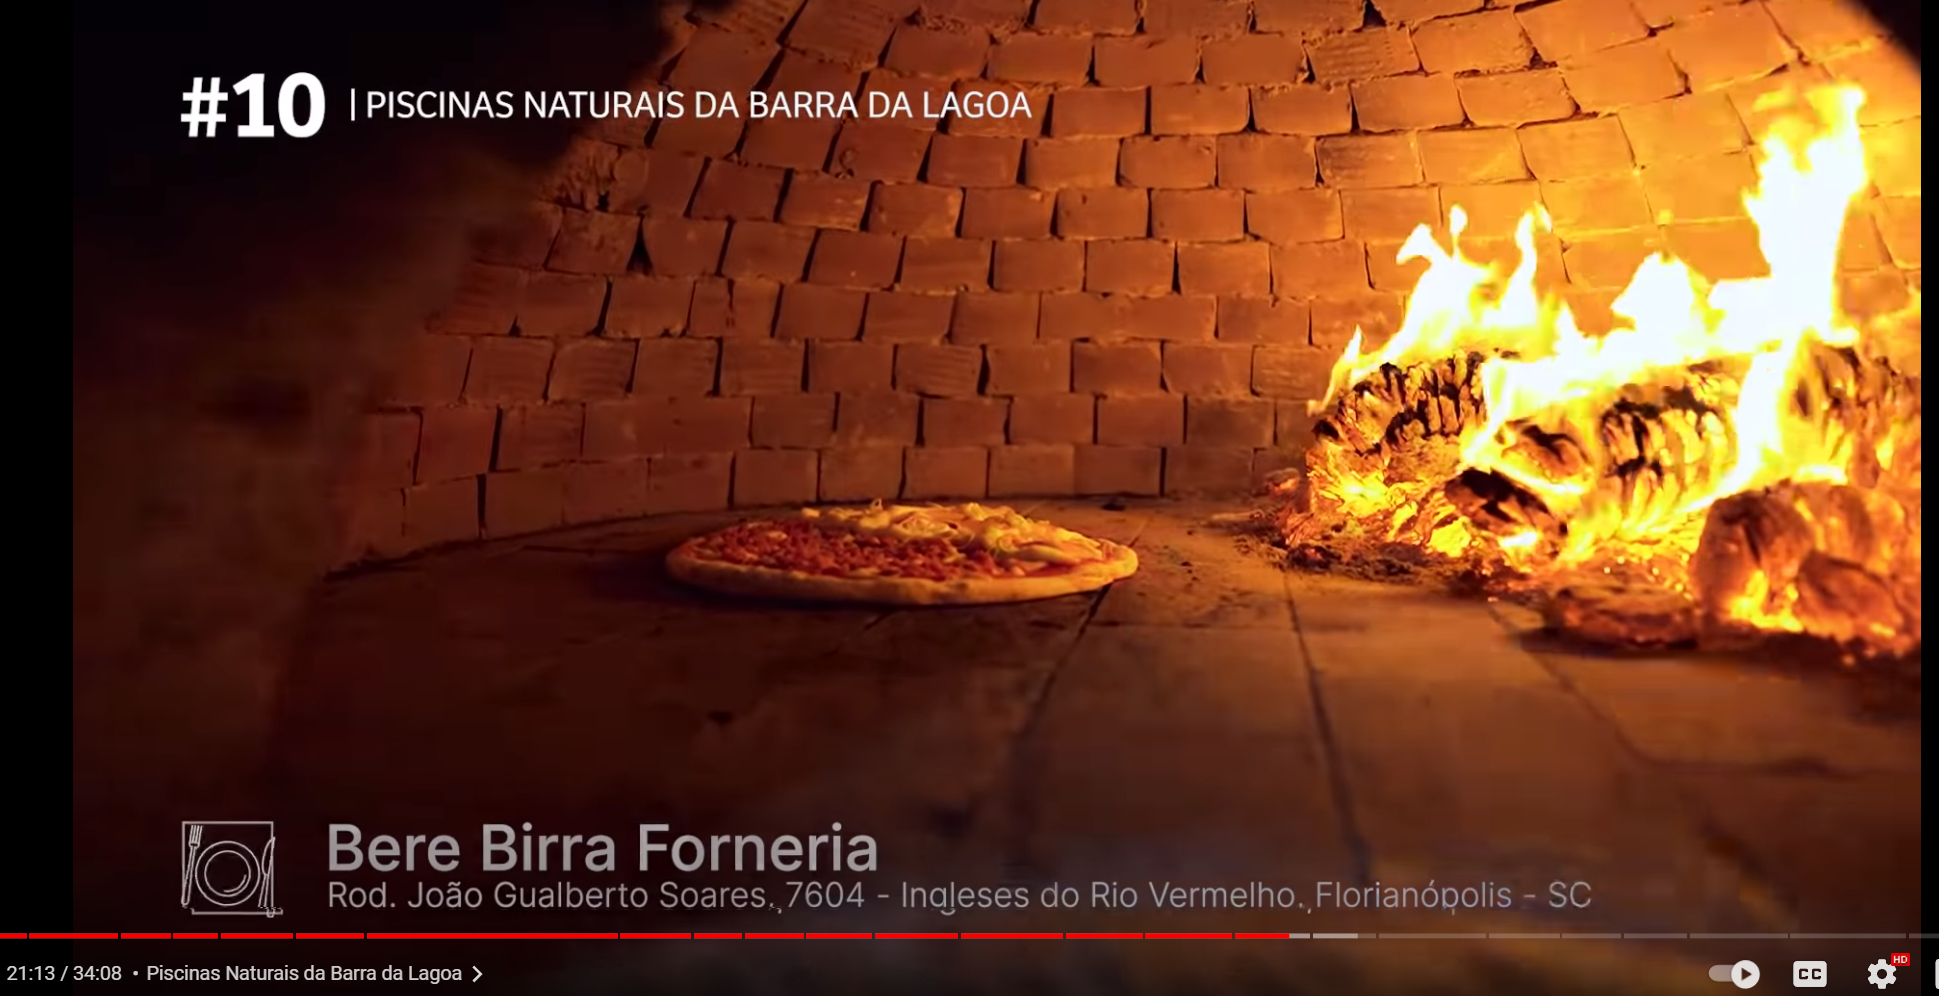 #10 | PISCINAS NATURAIS DA BARRA DA LAGOA
Bere Birra Forneria
Rod. João Gualberto Soares, 7604 - Ingleses do Rio Vermelho, Florianópolis - SC
21:13 / 34:08 • Piscinas Naturais da Barra da Lagoa
CC
HD